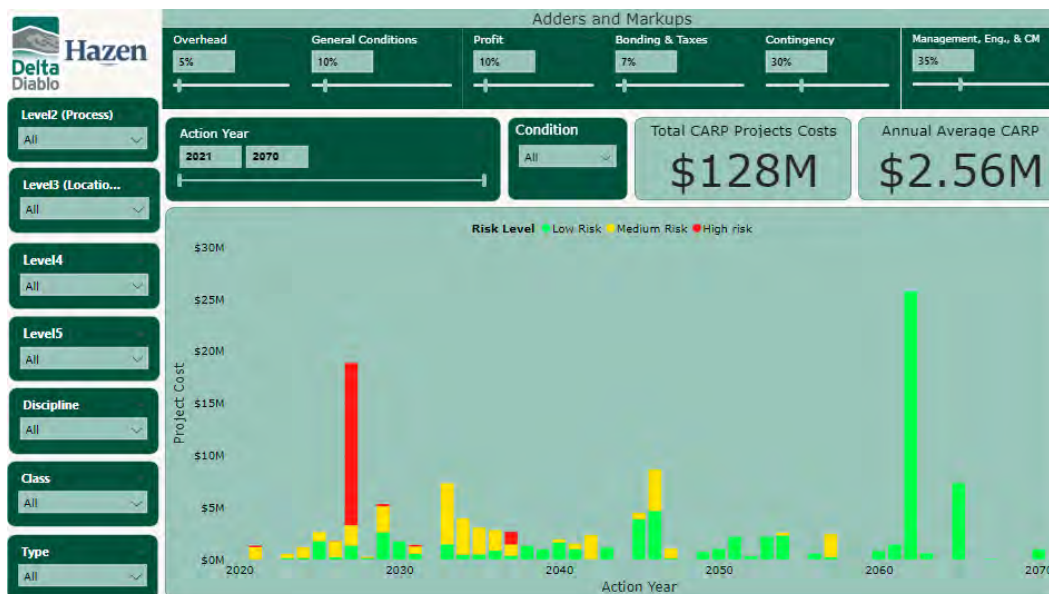 Delta
Diablo
Hazen
Adders and Markups
Overhead
5%
General Conditions
10%
Profit
10%
Bonding & Taxes
7%
Contingency
30%
Management, Eng., & CM
35%
Level2 (Process)
All
Level3 (Locatio...
All
Level4
All
Level5
All
Discipline
All
Class
All
Type
All
Action Year
2021 2070
Condition
All
Total CARP Projects Costs
$128M
Annual Average CARP
$2.56M
Risk Level Low Risk Medium Risk High risk
Project Cost
$30M
$25M
$20M
$15M
$10M
$5M
$0M
2020 2030 2040 2050 2060 2070
Action Year